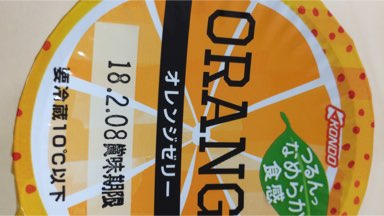 KONDO
ORANG
オレンジゼリー
つるんっ
なめらか
食感
18.2.08賞味期限
要冷蔵10℃以下